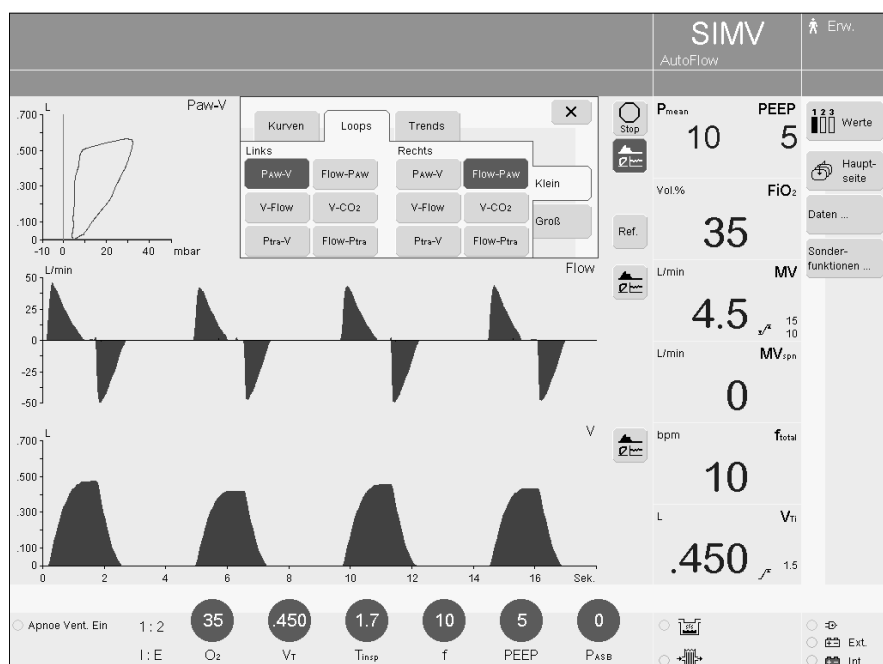 SIMV
AutoFlow
Erw.
Paw-V
L
.700
.500
.300
.100
0
-10 0 20 40 mbar
Kurven Loops Trends
Links Rechts
PAW-V Flow-PAW PAW-V Flow-PAW
V-Flow V-CO2 V-Flow V-CO2
Ptra-V Flow-Ptra Ptra-V Flow-Ptra
Klein
Groß
Stop
Ref.
Pmean PEEP
10 5
Vol.% FiO2
35
L/min MV
4.5 15
10
L/min MVspn
0
bpm ftotal
10
L VTi
.450 1.5
1 2 3
Werte
Haupt-
seite
Daten ...
Sonder-
funktionen ...
L/min Flow
50
25
0
-25
-50
L V
.700
.500
.300
.100
0
0 2 4 6 8 10 12 14 16 Sek.
Apnoe Vent. Ein 1:2 35 .450 1.7 10 5 0
I:E O2 VT Tinsp f PEEP PASB
Ext.
Int.